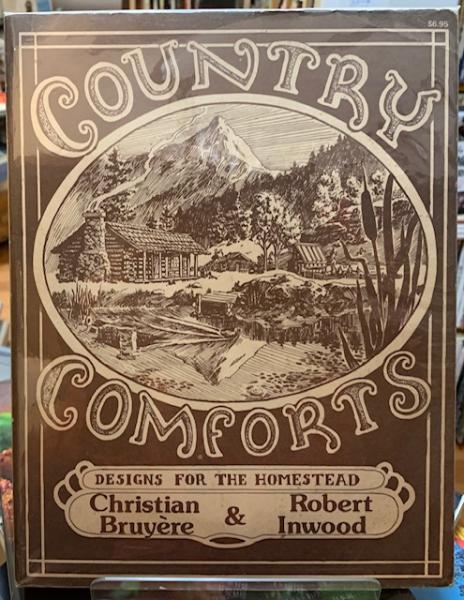 $6.95
COUNTRY
COMFORTS
DESIGNS FOR THE HOMESTEAD
Christian Bruyère & Robert Inwood